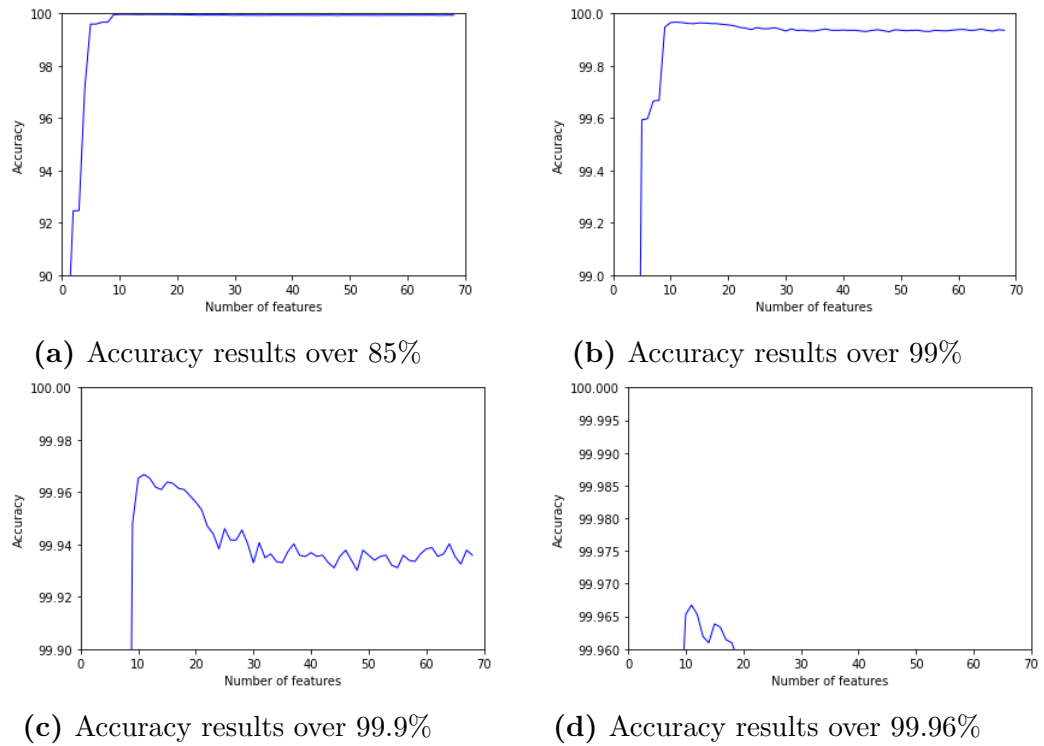 100
98
96
94
92
90
Accuracy
0 10 20 30 40 50 60 70
Number of features
(a) Accuracy results over 85%
100.0
99.8
99.6
99.4
99.2
99.0
Accuracy
0 10 20 30 40 50 60 70
Number of features
(b) Accuracy results over 99%
100.00
99.98
99.96
99.94
99.92
99.90
Accuracy
0 10 20 30 40 50 60 70
Number of features
(c) Accuracy results over 99.9%
100.000
99.995
99.990
99.985
99.980
99.975
99.970
99.965
99.960
Accuracy
0 10 20 30 40 50 60 70
Number of features
(d) Accuracy results over 99.96%